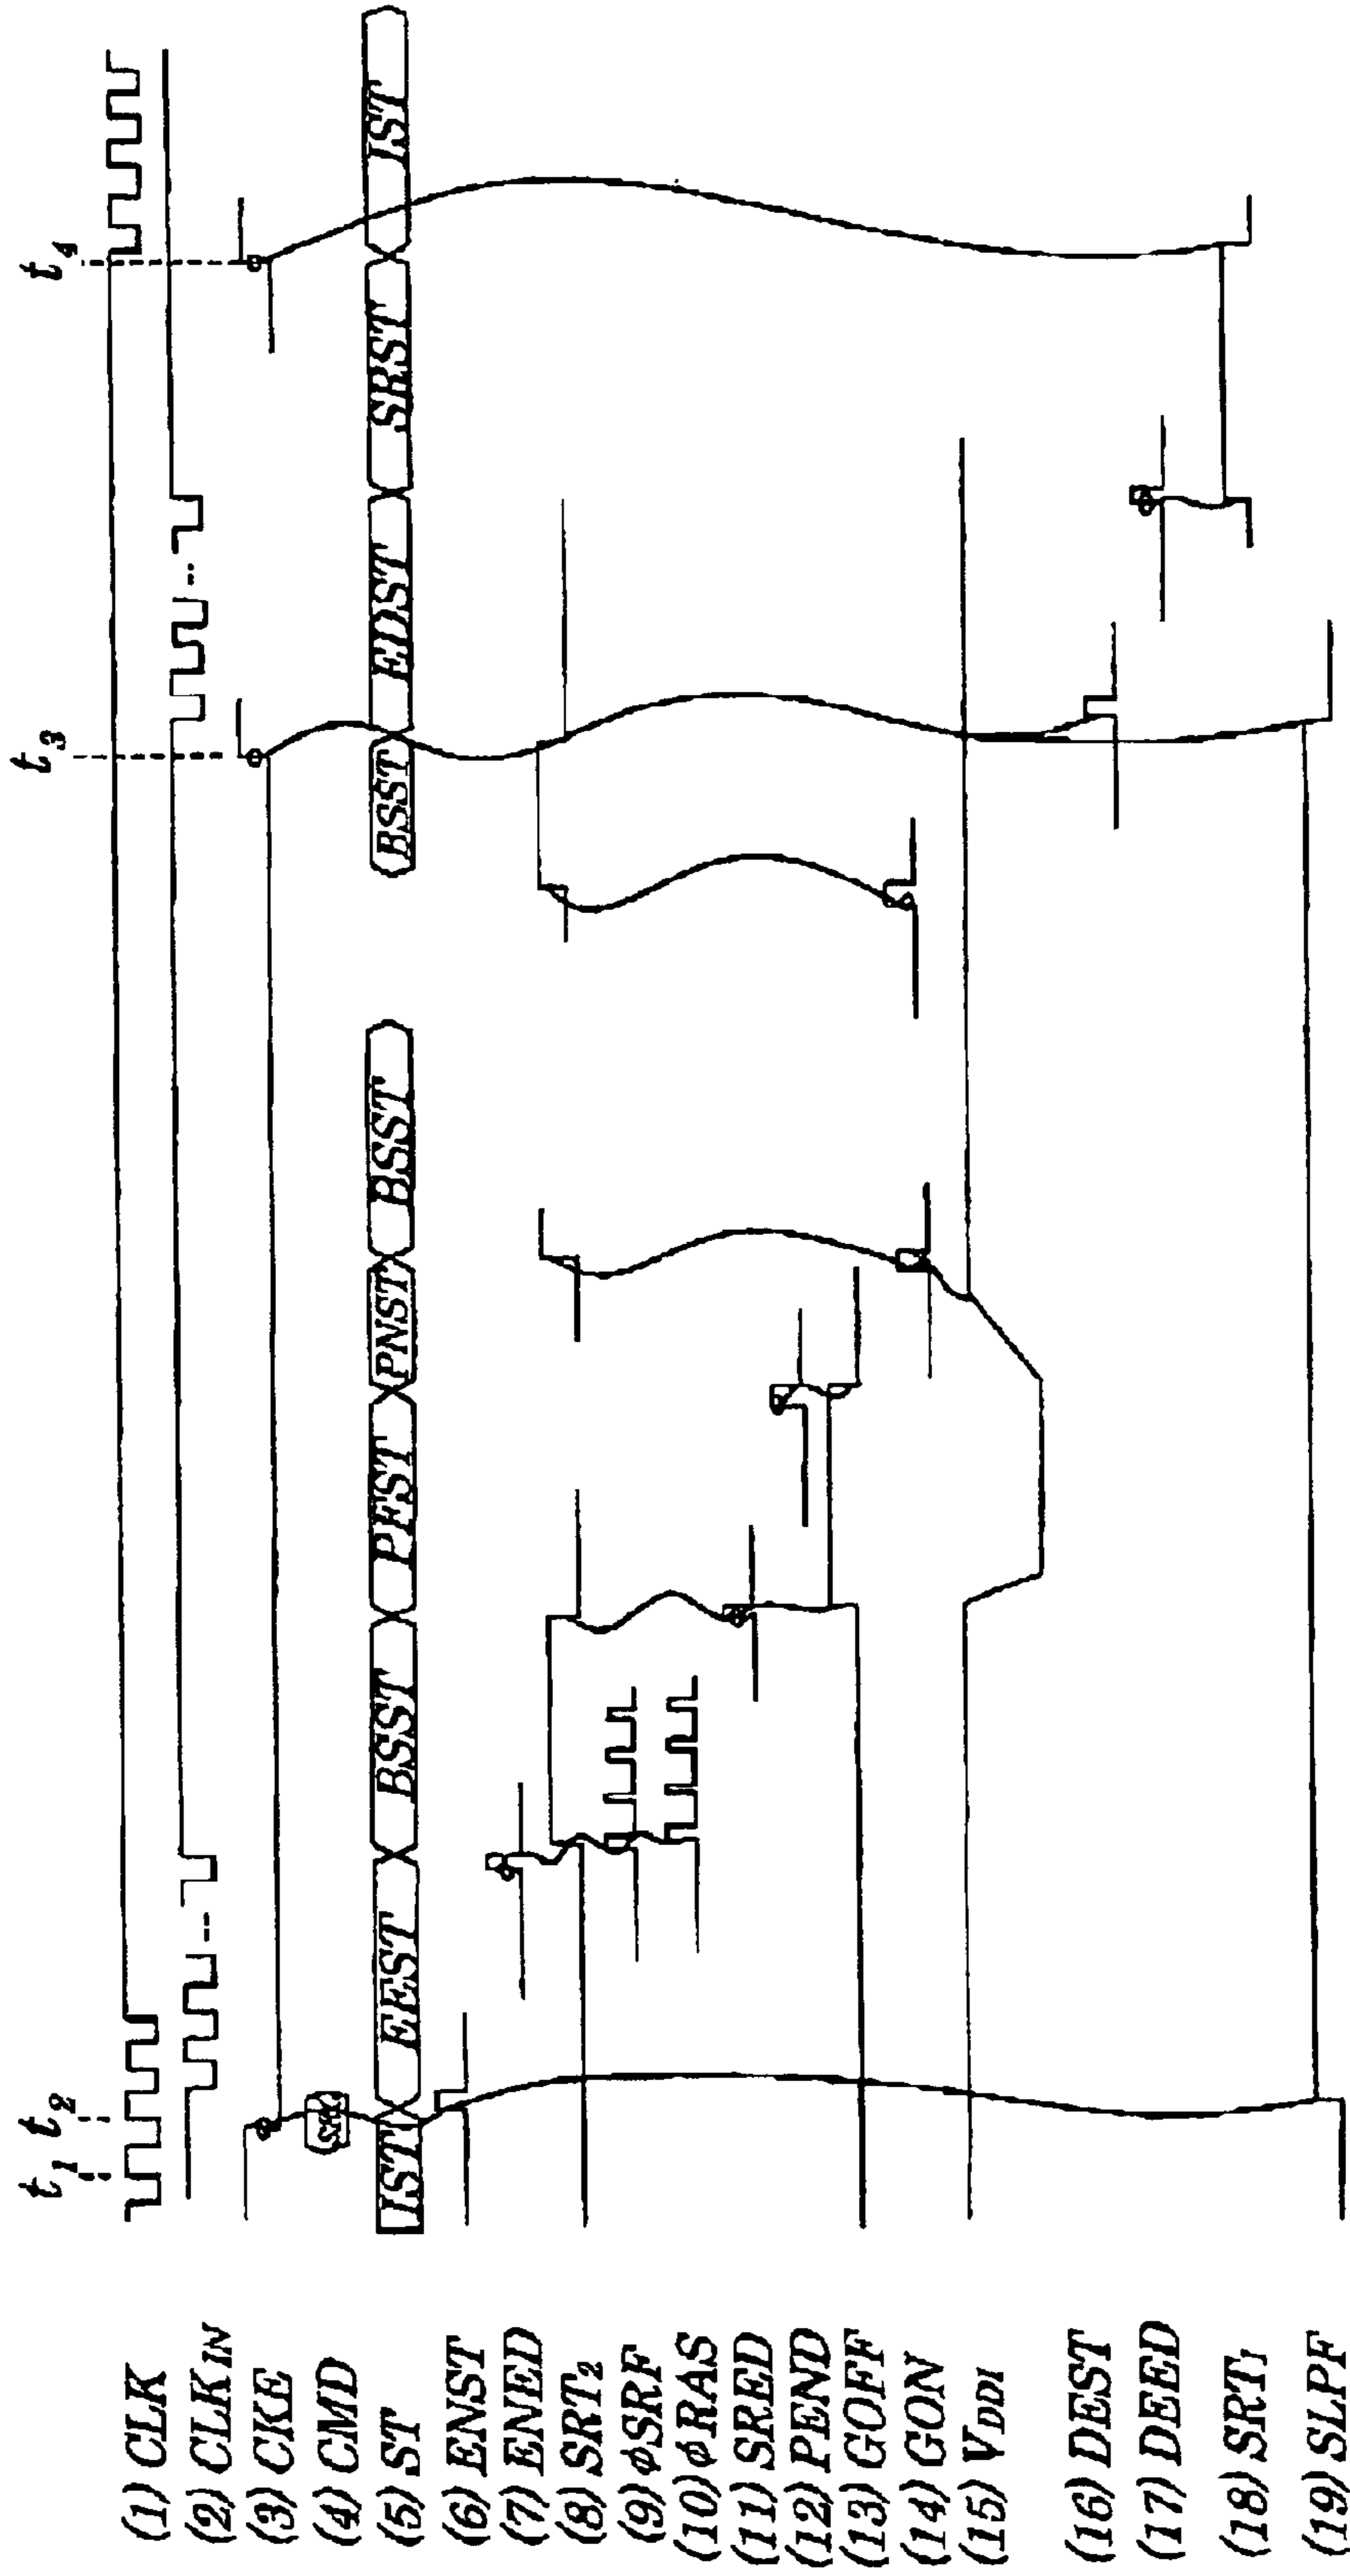 t1 t2 t3 t4
(1) CLK
(2) CLKIN
(3) CKE
(4) CMD
SRX
(5) ST
IST EEST BSST PFST PNST BSST BSST EDST SRST IST
(6) ENST
(7) ENED
(8) SRT2
(9) ϕSRF
(10) ϕRAS
(11) SRED
(12) PEND
(13) GOFF
(14) GON
(15) VDDI
(16) DEST
(17) DEED
(18) SRT1
(19) SLPF